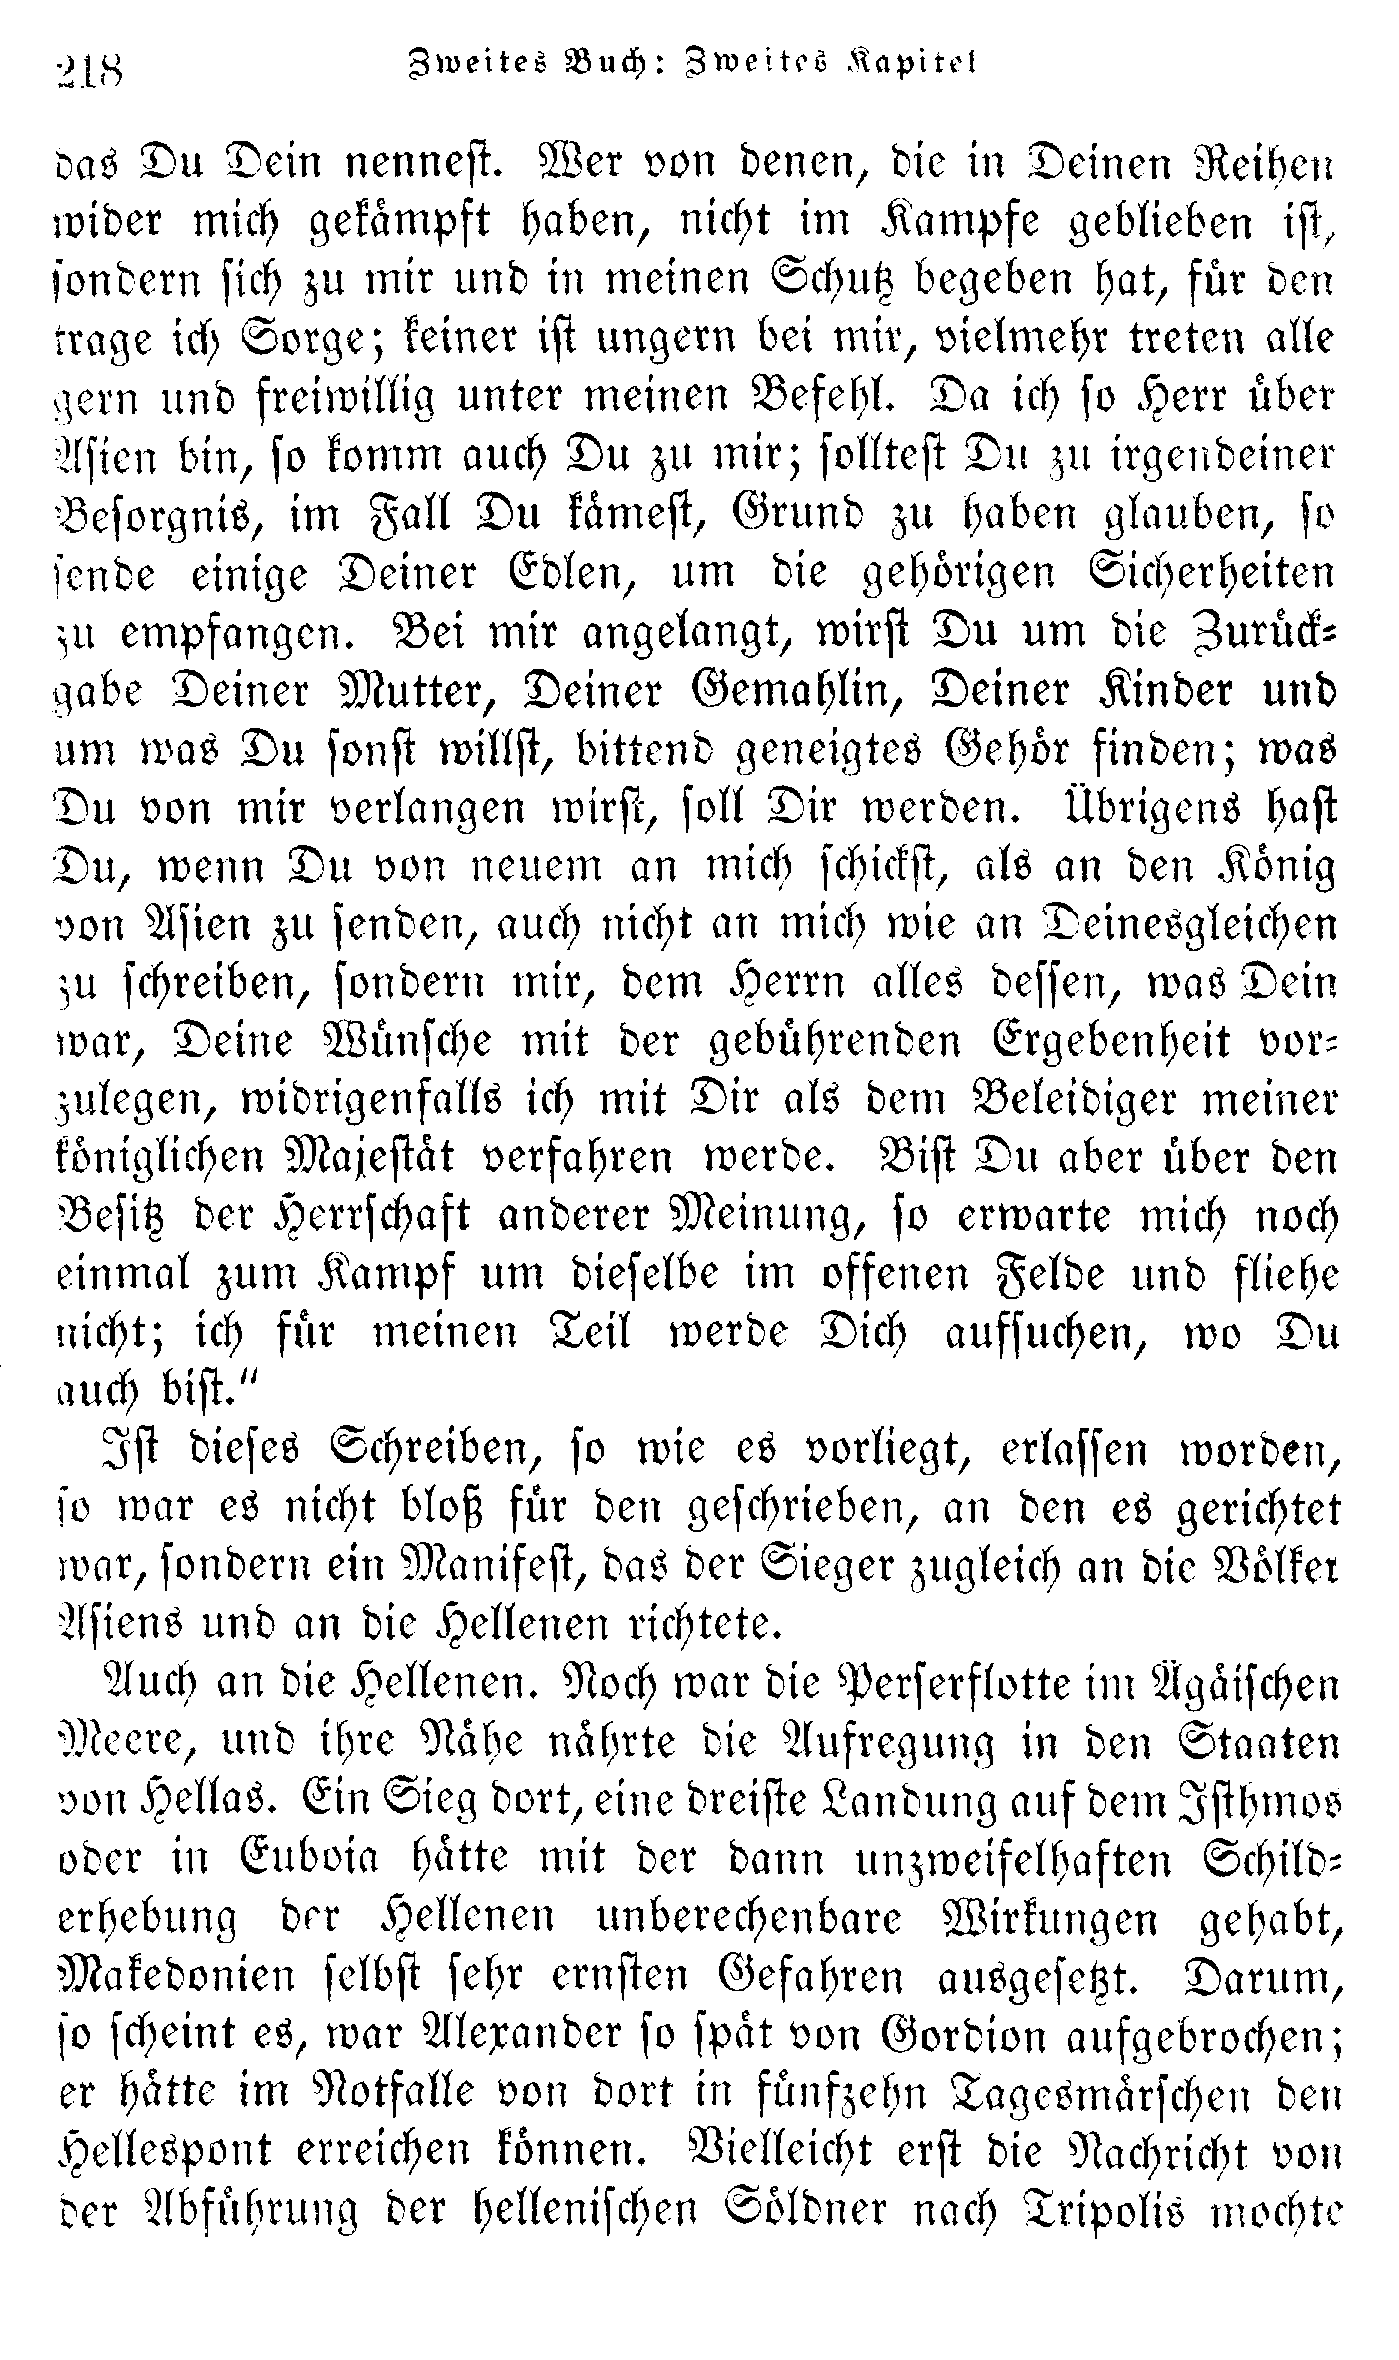 218
Zweites Buch: Zweites Kapitel
das Du Dein nennest. Wer von denen, die in Deinen Reihen
wider mich gekämpft haben, nicht im Kampfe geblieben ist,
sondern sich zu mir und in meinen Schutz begeben hat, für den
trage ich Sorge; keiner ist ungern bei mir, vielmehr treten alle
gern und freiwillig unter meinen Befehl. Da ich so Herr über
Asien bin, so komm auch Du zu mir; solltest Du zu irgendeiner
Besorgnis, im Fall Du kämest, Grund zu haben glauben, so
sende einige Deiner Edlen, um die gehörigen Sicherheiten
zu empfangen. Bei mir angelangt, wirst Du um die Zurück-
gabe Deiner Mutter, Deiner Gemahlin, Deiner Kinder und
um was Du sonst willst, bittend geneigtes Gehör finden; was
Du von mir verlangen wirst, soll Dir werden. Übrigens hast
Du, wenn Du von neuem an mich schickst, als an den König
von Asien zu senden, auch nicht an mich wie an Deinesgleichen
zu schreiben, sondern mir, dem Herrn alles dessen, was Dein
war, Deine Wünsche mit der gebührenden Ergebenheit vor-
zulegen, widrigenfalls ich mit Dir als dem Beleidiger meiner
königlichen Majestät verfahren werde. Bist Du aber über den
Besitz der Herrschaft anderer Meinung, so erwarte mich noch
einmal zum Kampf um dieselbe im offenen Felde und fliehe
nicht; ich für meinen Teil werde Dich aufsuchen, wo Du
auch bist.“
Ist dieses Schreiben, so wie es vorliegt, erlassen worden,
so war es nicht bloß für den geschrieben, an den es gerichtet
war, sondern ein Manifest, das der Sieger zugleich an die Völker
Asiens und an die Hellenen richtete.
Auch an die Hellenen. Noch war die Perserflotte im Ägäischen
Meere, und ihre Nähe nährte die Aufregung in den Staaten
von Hellas. Ein Sieg dort, eine dreiste Landung auf dem Isthmos
oder in Euboia hätte mit der dann unzweifelhaften Schild-
erhebung der Hellenen unberechenbare Wirkungen gehabt,
Makedonien selbst sehr ernsten Gefahren ausgesetzt. Darum,
so scheint es, war Alexander so spät von Gordion aufgebrochen;
er hätte im Notfalle von dort in fünfzehn Tagesmärschen den
Hellespont erreichen können. Vielleicht erst die Nachricht von
der Abführung der hellenischen Söldner nach Tripolis mochte